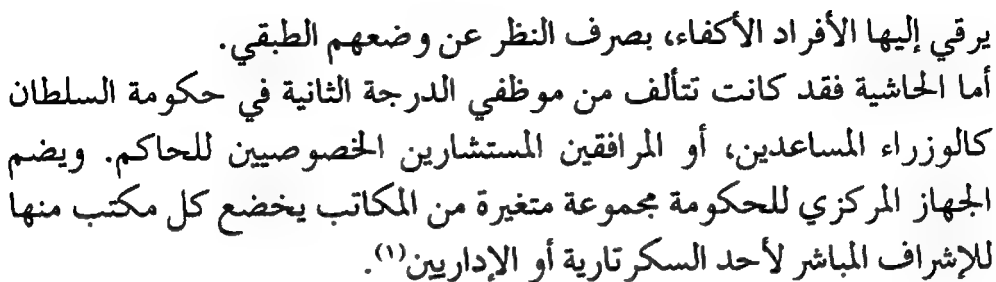 يرقي إليها الأفراد الأكفاء، بصرف النظر عن وضعهم الطبقي.
أما الحاشية فقد كانت تتألف من موظفي الدرجة الثانية في حكومة السلطان
كالوزراء المساعدين، أو المرافقين المستشارين الخصوصيين للحاكم. ويضم
الجهاز المركزي للحكومة مجموعة متغيرة من المكاتب يخضع كل مكتب منها
للإشراف المباشر لأحد السكرتارية أو الإداريين(١).